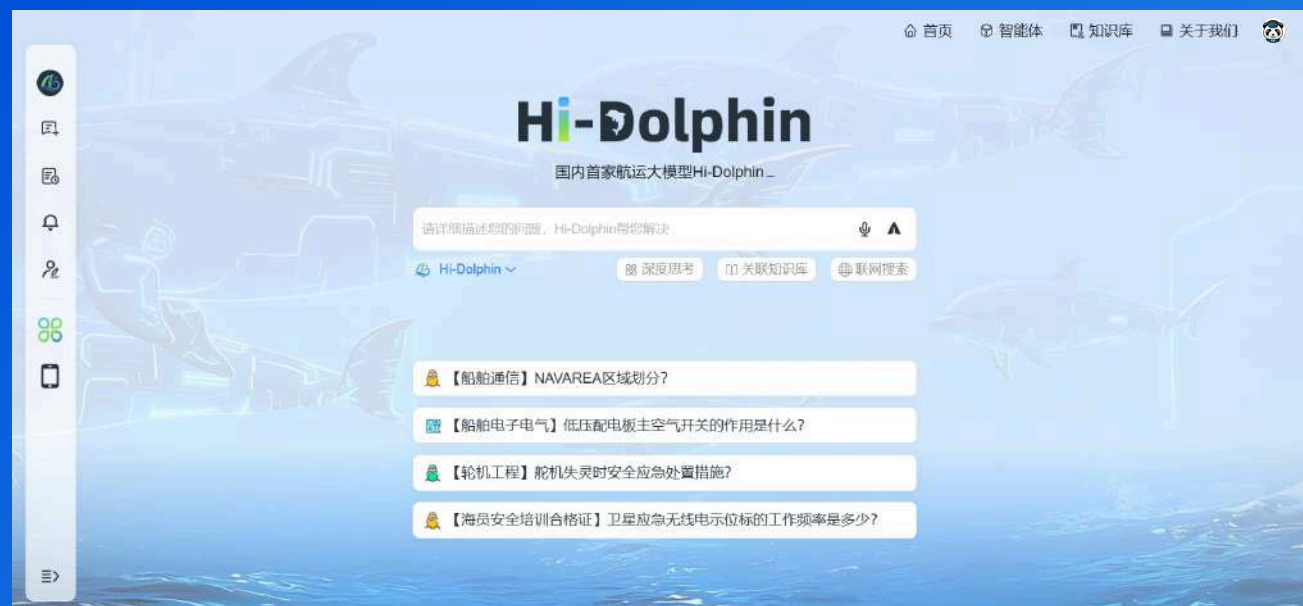 首页 智能体 知识库 关于我们
Hi-Dolphin
国内首家航运大模型Hi-Dolphin_
请详细描述您的问题，Hi-Dolphin帮您解决
Hi-Dolphin 深度思考 关联知识库 联网搜索
【船舶通信】NAVAREA区域划分?
【船舶电子电气】低压配电板主空气开关的作用是什么?
【轮机工程】舵机失灵时安全应急处置措施?
【海员安全培训合格证】卫星应急无线电示位标的工作频率是多少?